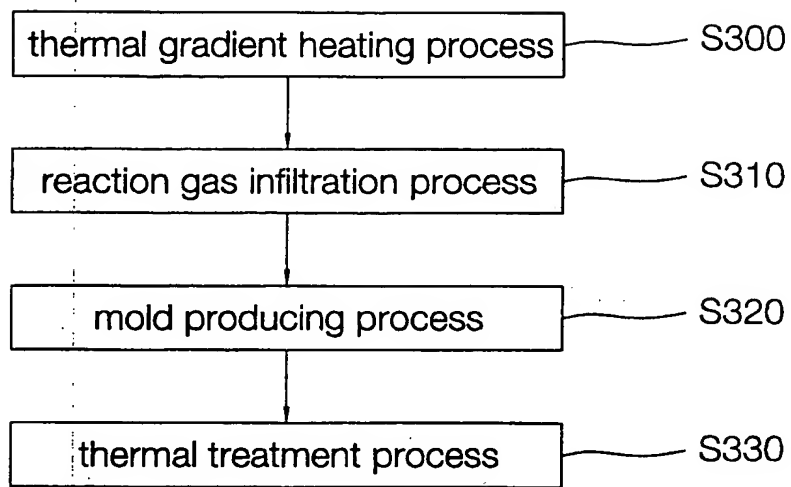 thermal gradient heating process S300
reaction gas infiltration process S310
mold producing process S320
thermal treatment process S330